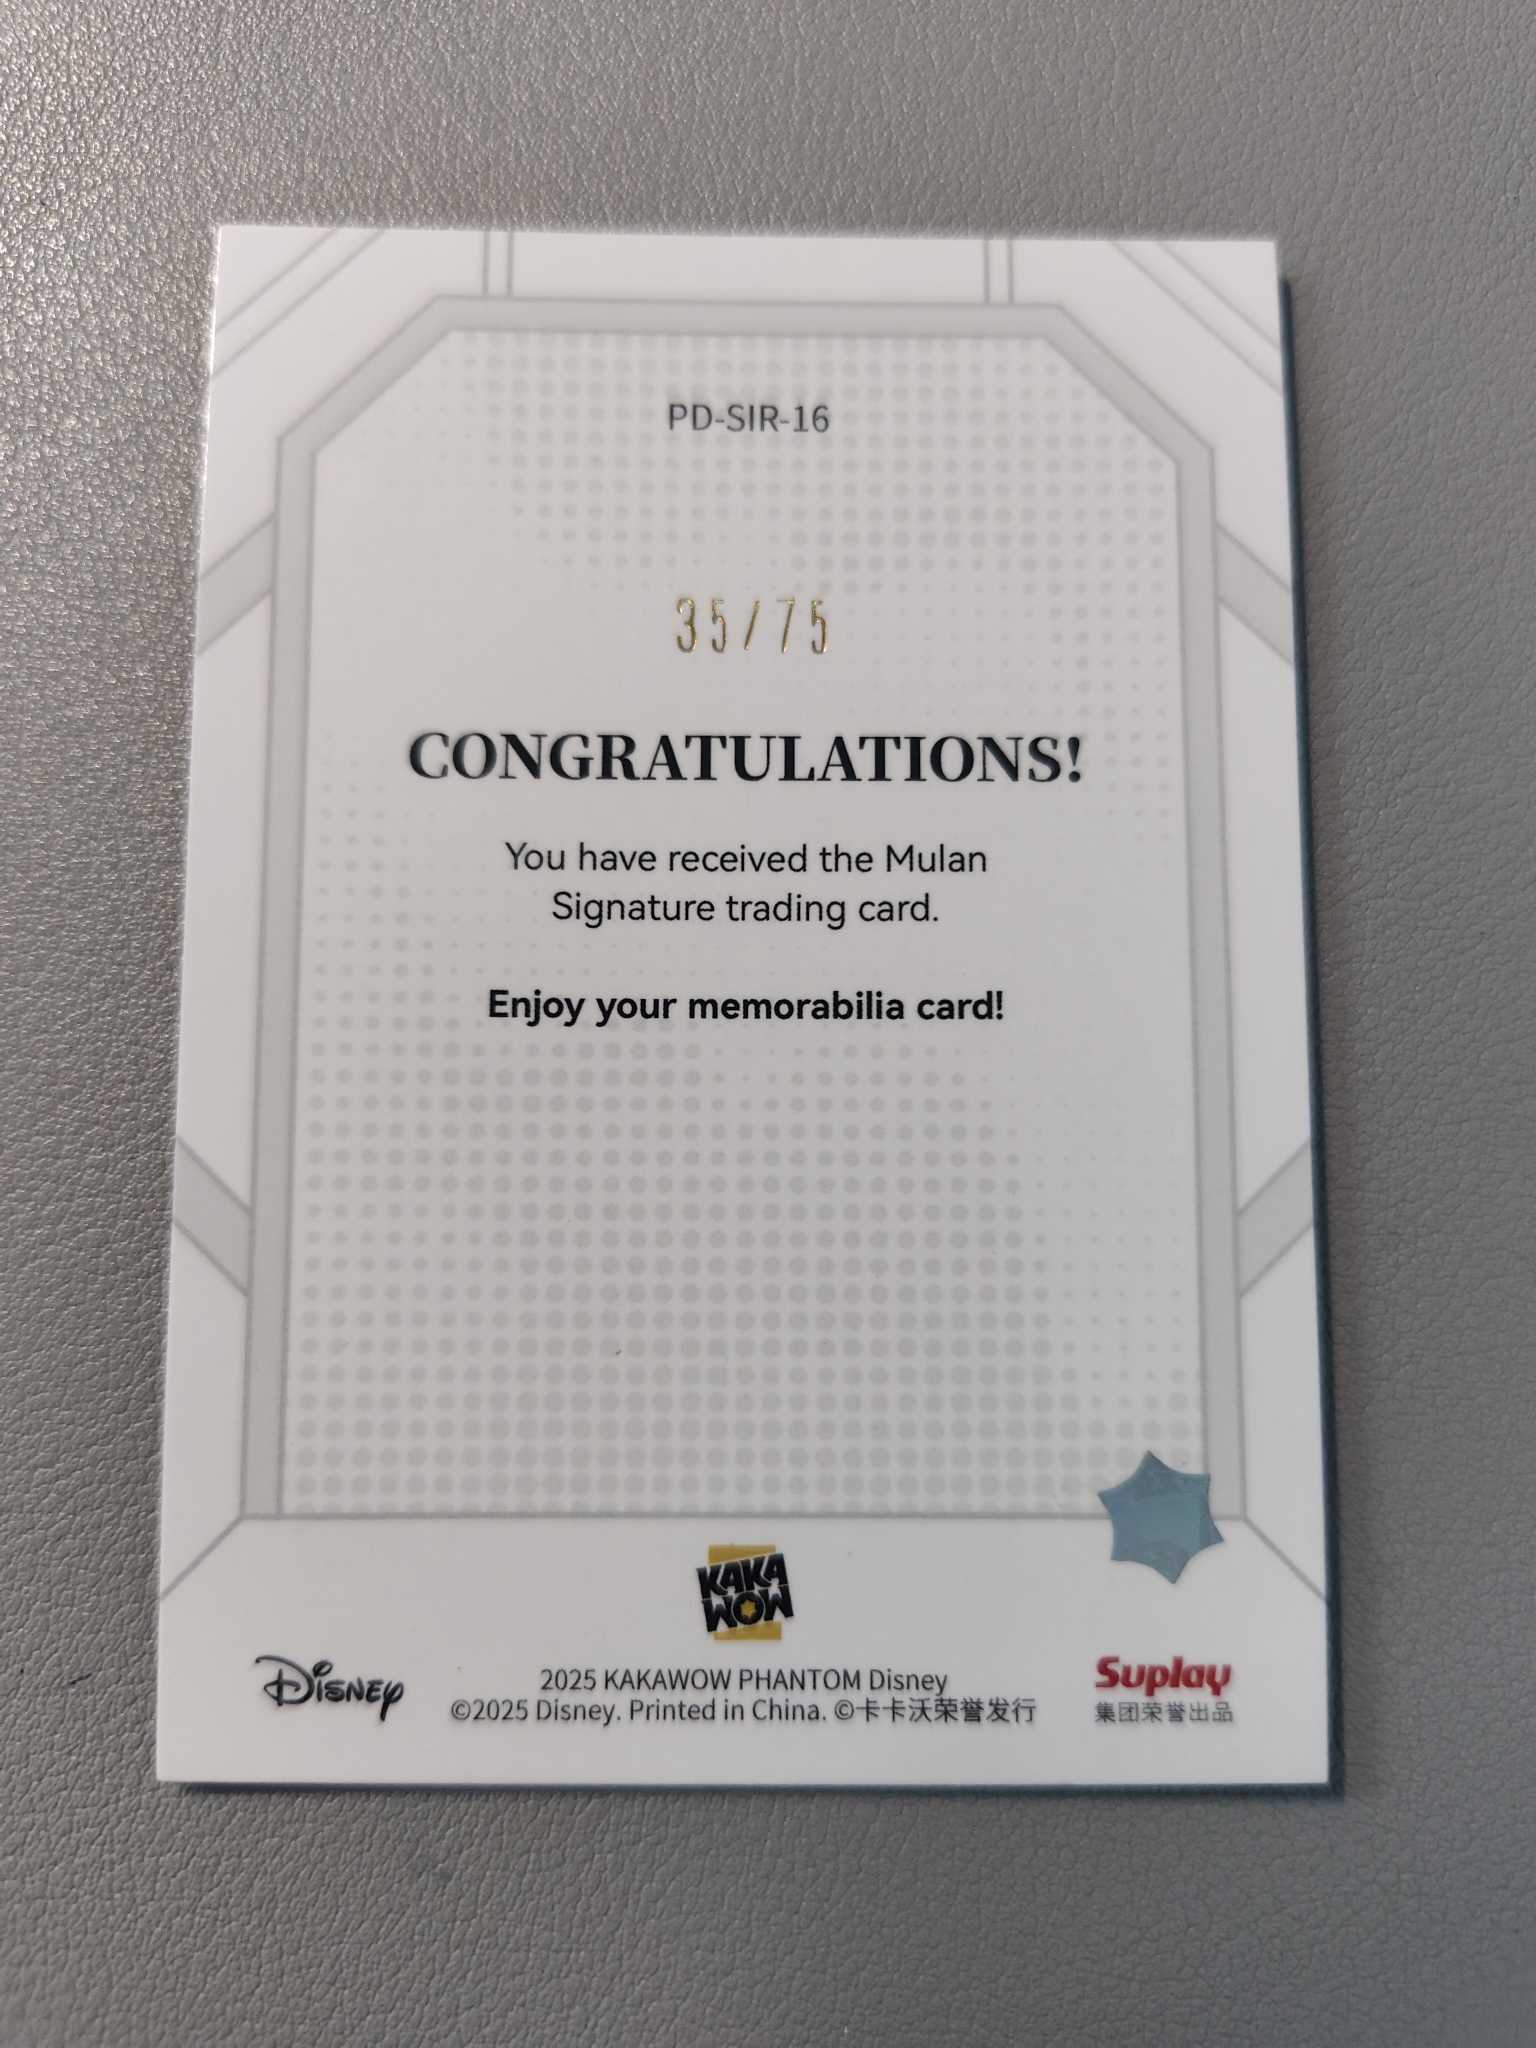 PD-SIR-16
35/75
CONGRATULATIONS!
You have received the Mulan
Signature trading card.
Enjoy your memorabilia card!
KAKA
WOW
Disney
2025 KAKAWOW PHANTOM Disney
©2025 Disney. Printed in China. ©卡卡沃荣誉发行
Suplay
集团荣誉出品